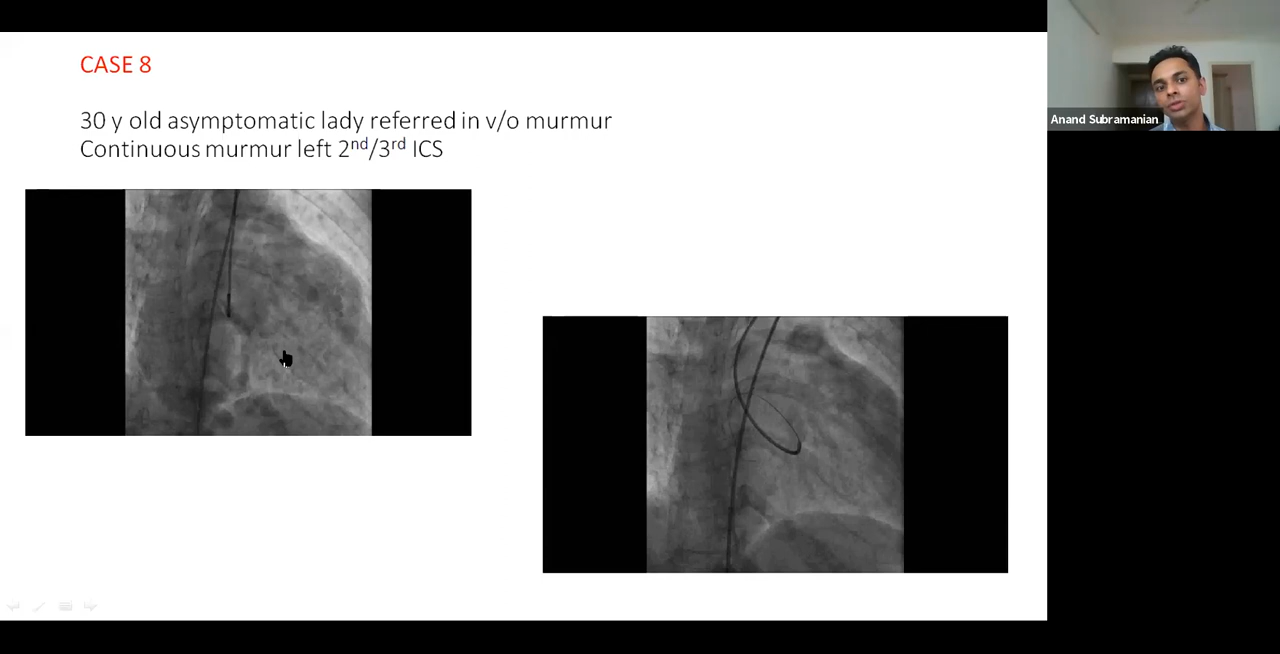 CASE 8
30 y old asymptomatic lady referred in v/o murmur
Continuous murmur left 2nd/3rd ICS
Anand Subramanian